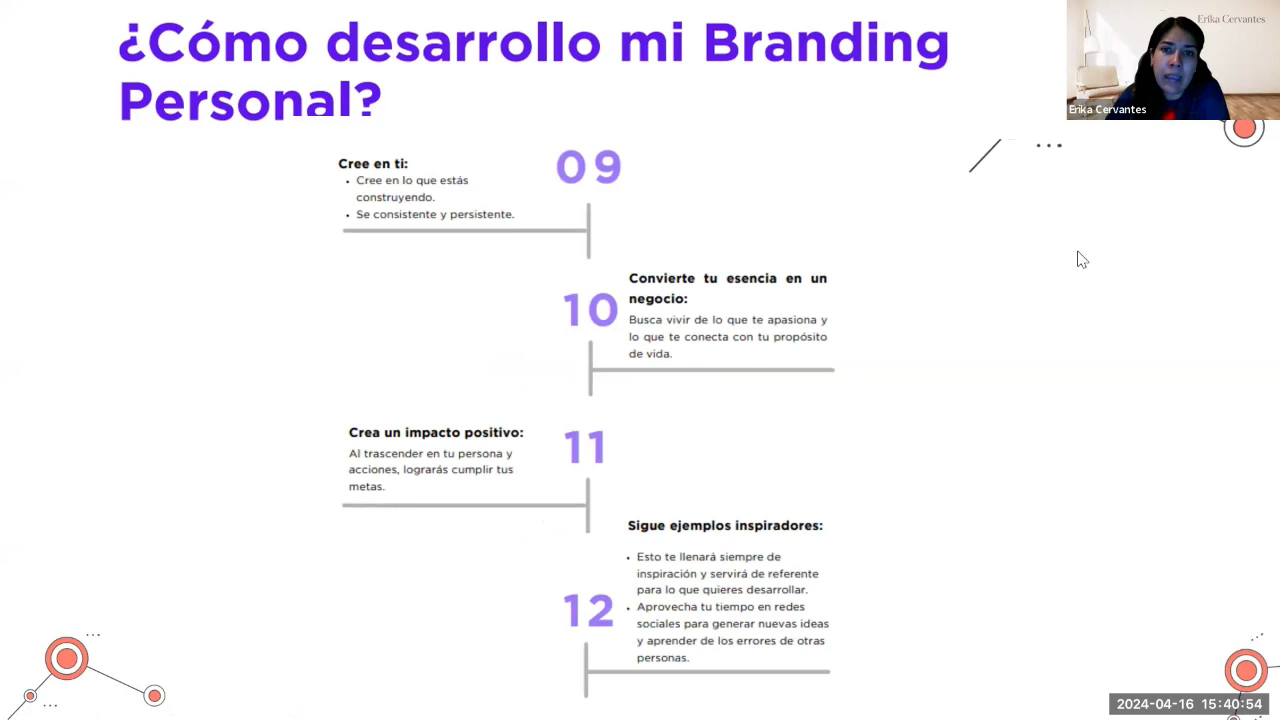 ¿Cómo desarrollo mi Branding
Personal?
Erika Cervantes
Erika Cervantes
09
Cree en ti:
• Cree en lo que estás
construyendo.
• Se consistente y persistente.
10
Convierte tu esencia en un
negocio:
Busca vivir de lo que te apasiona y
lo que te conecta con tu propósito
de vida.
11
Crea un impacto positivo:
Al trascender en tu persona y
acciones, lograrás cumplir tus
metas.
12
Sigue ejemplos inspiradores:
• Esto te llenará siempre de
inspiración y servirá de referente
para lo que quieres desarrollar.
• Aprovecha tu tiempo en redes
sociales para generar nuevas ideas
y aprender de los errores de otras
personas.
2024-04-16 15:40:54